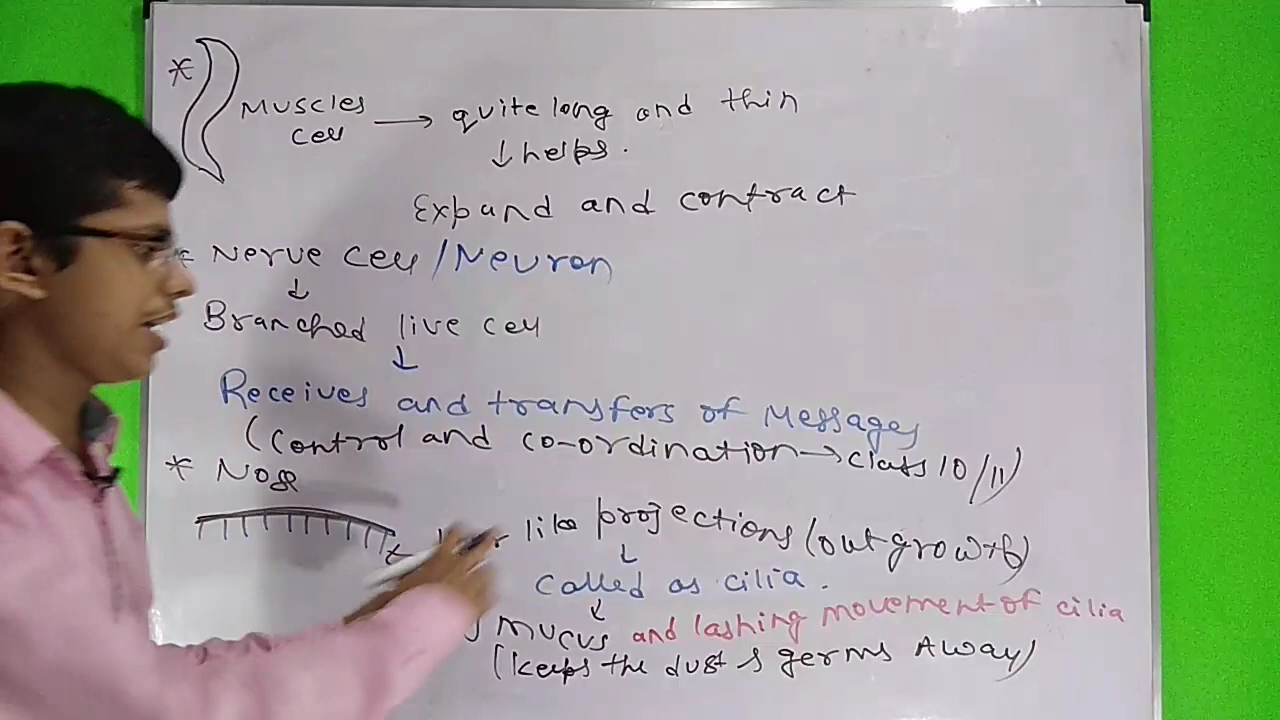 * Muscles
cell → quite long and thin
↓ helps.
Expand and contract
* Nerve cell / Neuron
↓
Branched live cell
↓
Receives and transfers of Messages
(Control and co-ordination → class 10/11)
* Nose
like projections (outgrowth)
↓
Called as cilia.
↓
mucus and lashing movement of cilia
(keeps the dust & germs Away)